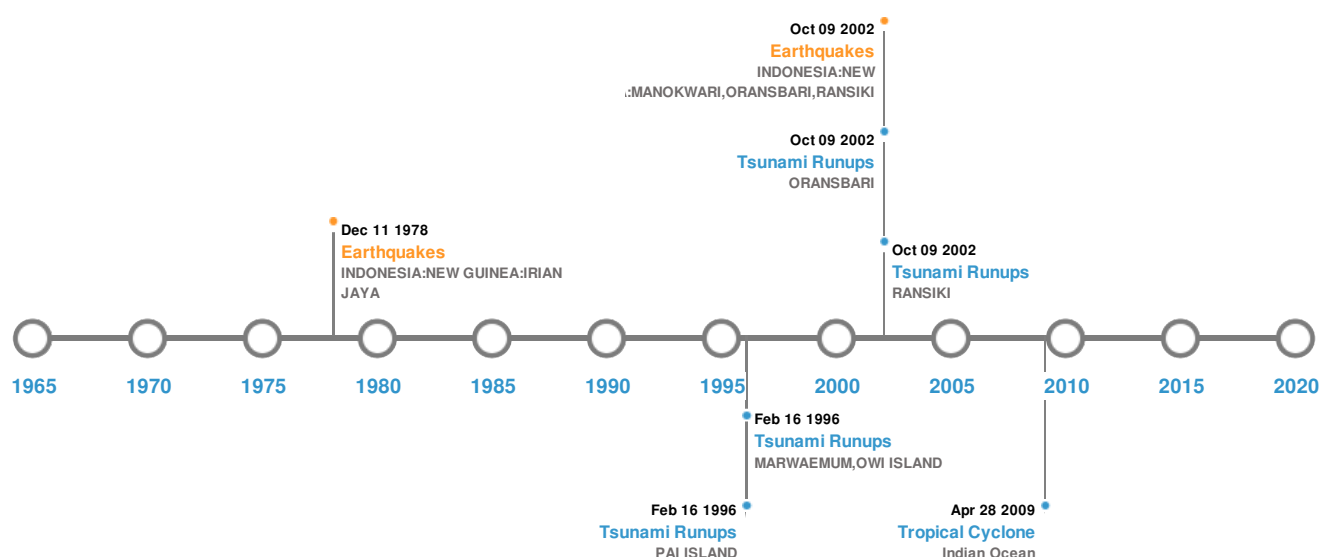 Oct 09 2002
Earthquakes
INDONESIA:NEW
:MANOKWARI,ORANSBARI,RANSIKI
Oct 09 2002
Tsunami Runups
ORANSBARI
Dec 11 1978
Earthquakes
INDONESIA:NEW GUINEA:IRIAN
JAYA
Oct 09 2002
Tsunami Runups
RANSIKI
1965 1970 1975 1980 1985 1990 1995 2000 2005 2010 2015 2020
Feb 16 1996
Tsunami Runups
MARWAEMUM,OWI ISLAND
Feb 16 1996
Tsunami Runups
PAI ISLAND
Apr 28 2009
Tropical Cyclone
Indian Ocean